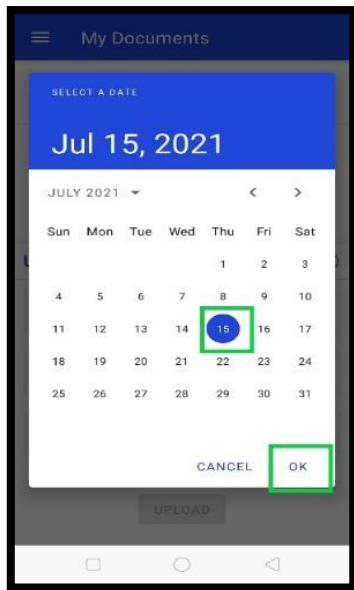 My Documents
SELECT A DATE
Jul 15, 2021
JULY 2021
Sun Mon Tue Wed Thu Fri Sat
1 2 3
4 5 6 7 8 9 10
11 12 13 14 15 16 17
18 19 20 21 22 23 24
25 26 27 28 29 30 31
CANCEL OK
UPLOAD